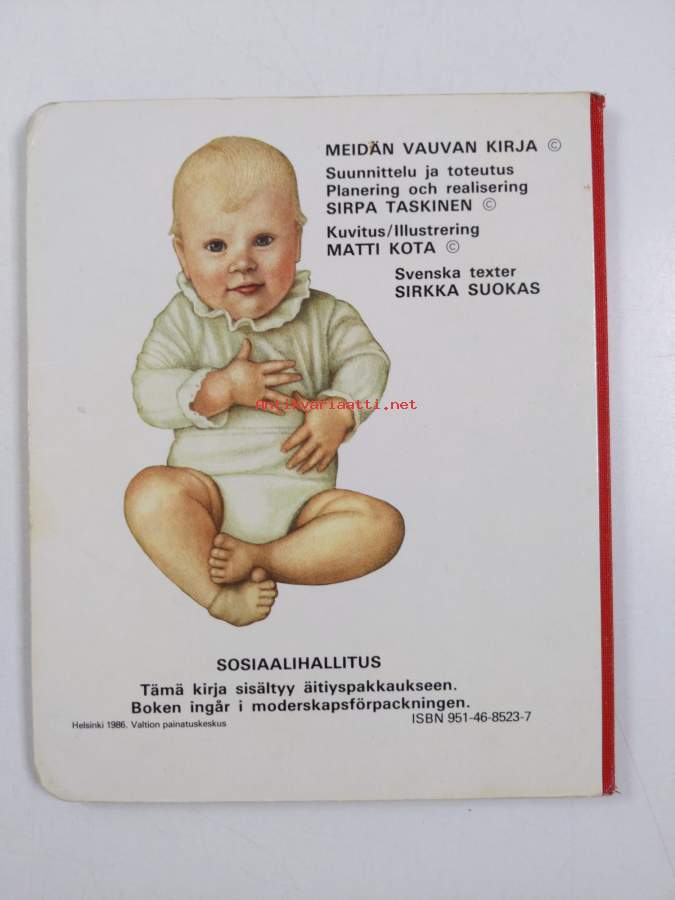 MEIDÄN VAUVAN KIRJA ©
Suunnittelu ja toteutus
Planering och realisering
SIRPA TASKINEN ©
Kuvitus/Illustrering
MATTI KOTA ©
Svenska texter
SIRKKA SUOKAS
antikvariaatti.net
SOSIAALIHALLITUS
Tämä kirja sisältyy äitiyspakkaukseen.
Boken ingår i moderskapsförpackningen.
Helsinki 1986. Valtion painatuskeskus
ISBN 951-46-8523-7